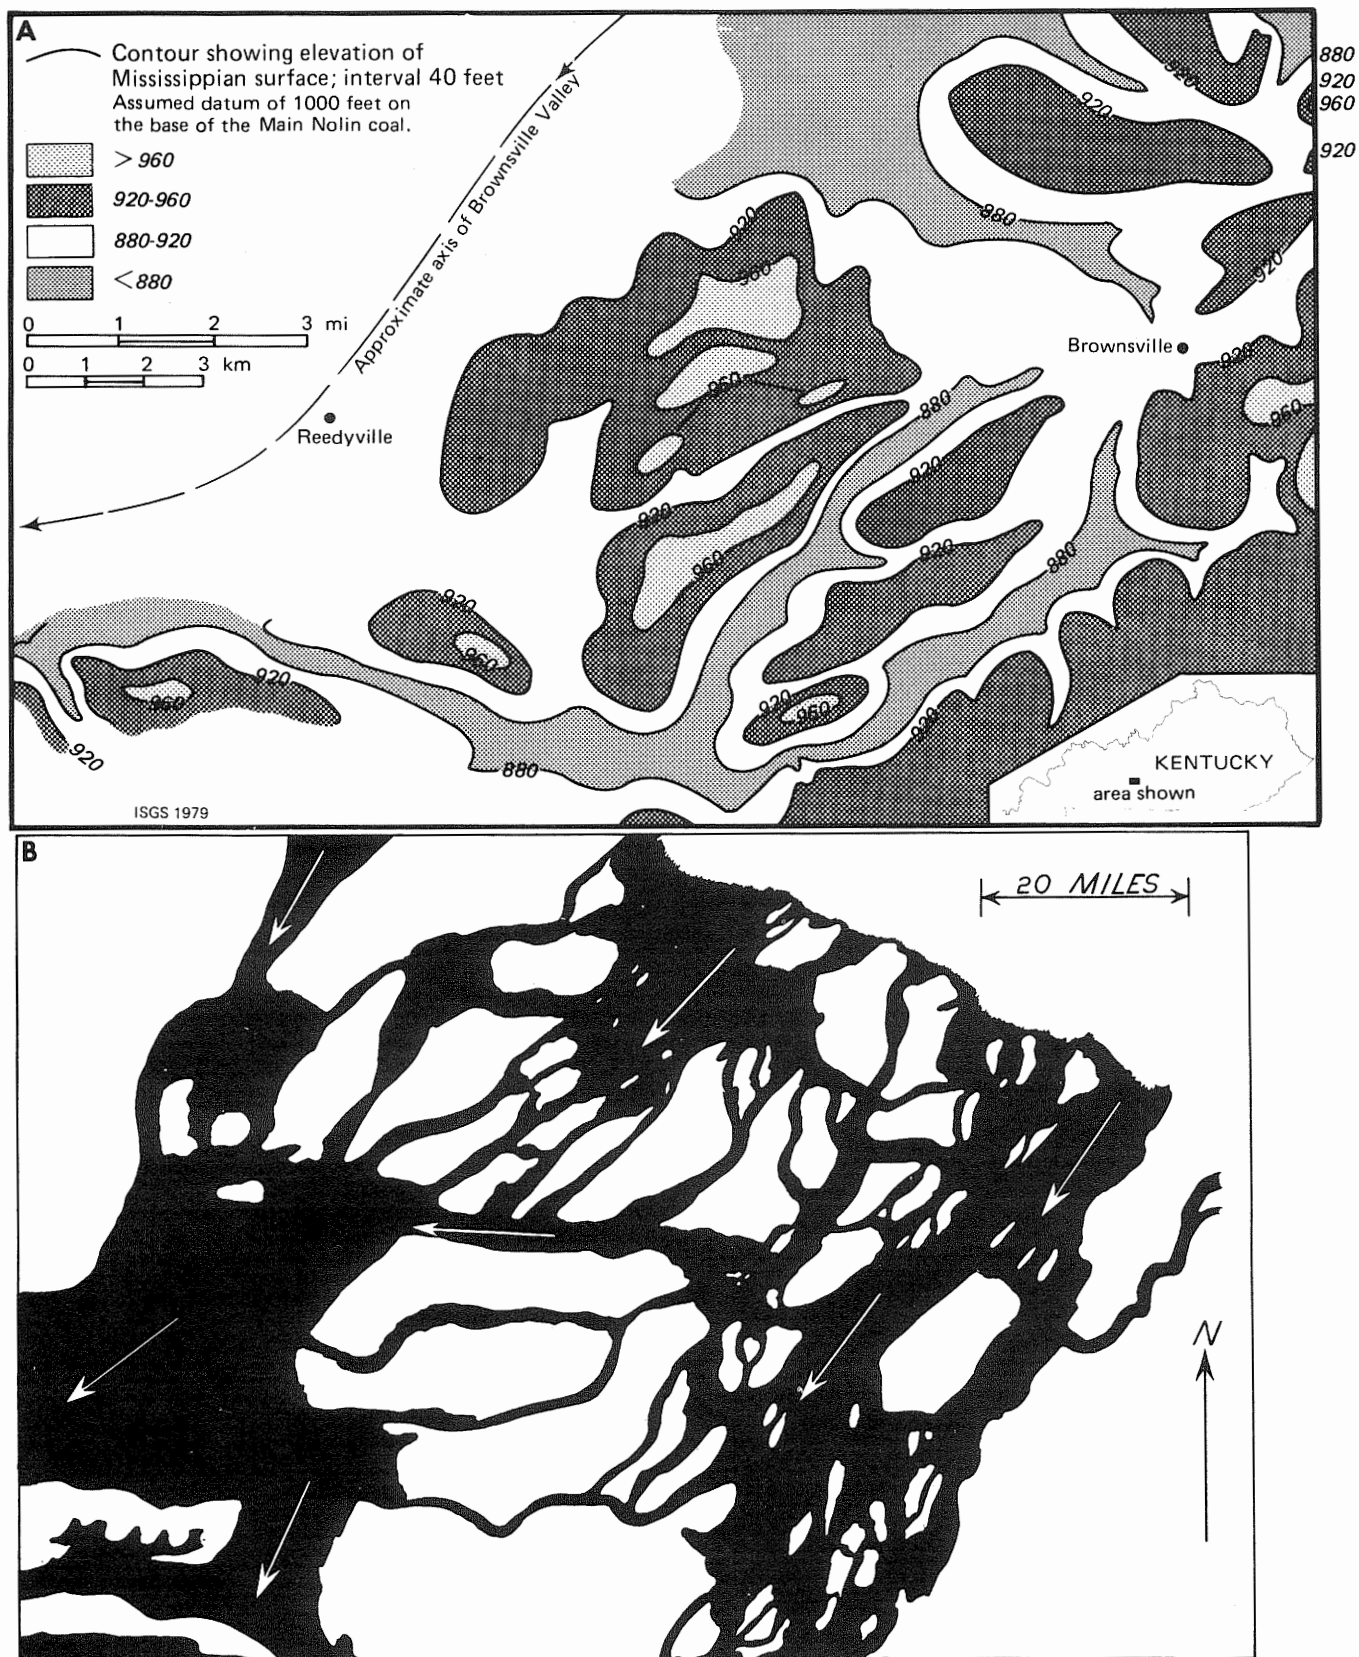 A
Contour showing elevation of
Mississippian surface; interval 40 feet
Assumed datum of 1000 feet on
the base of the Main Nolin coal.
> 960
920-960
880-920
< 880
0 1 2 3 mi
0 1 2 3 km
Approximate axis of Brownsville Valley
Reedyville
Brownsville
880
920
960
920
920
920
880
920
920
960
920
960
960
880
920
920
960
920
880
920
960
920
960
920
960
920
920
960
920
880
ISGS 1979
KENTUCKY
area shown
B
20 MILES
N